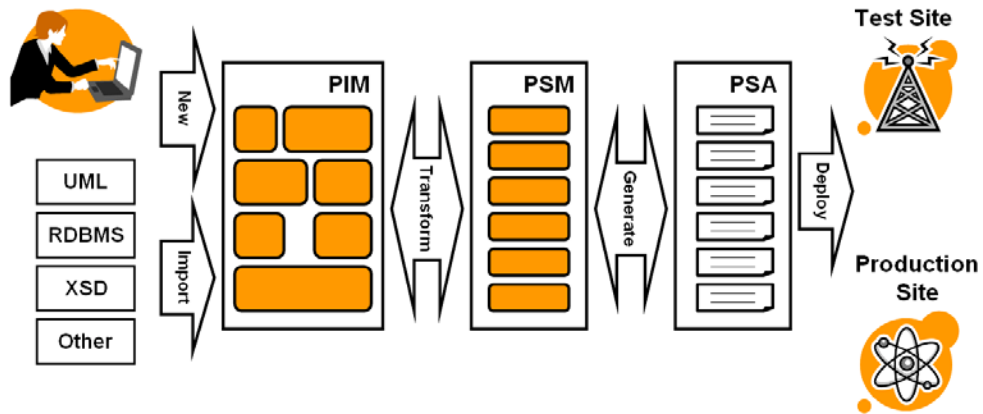 Test Site
PIM
PSM
PSA
New
Transform
Generate
Deploy
UML
RDBMS
XSD
Other
Import
Production
Site